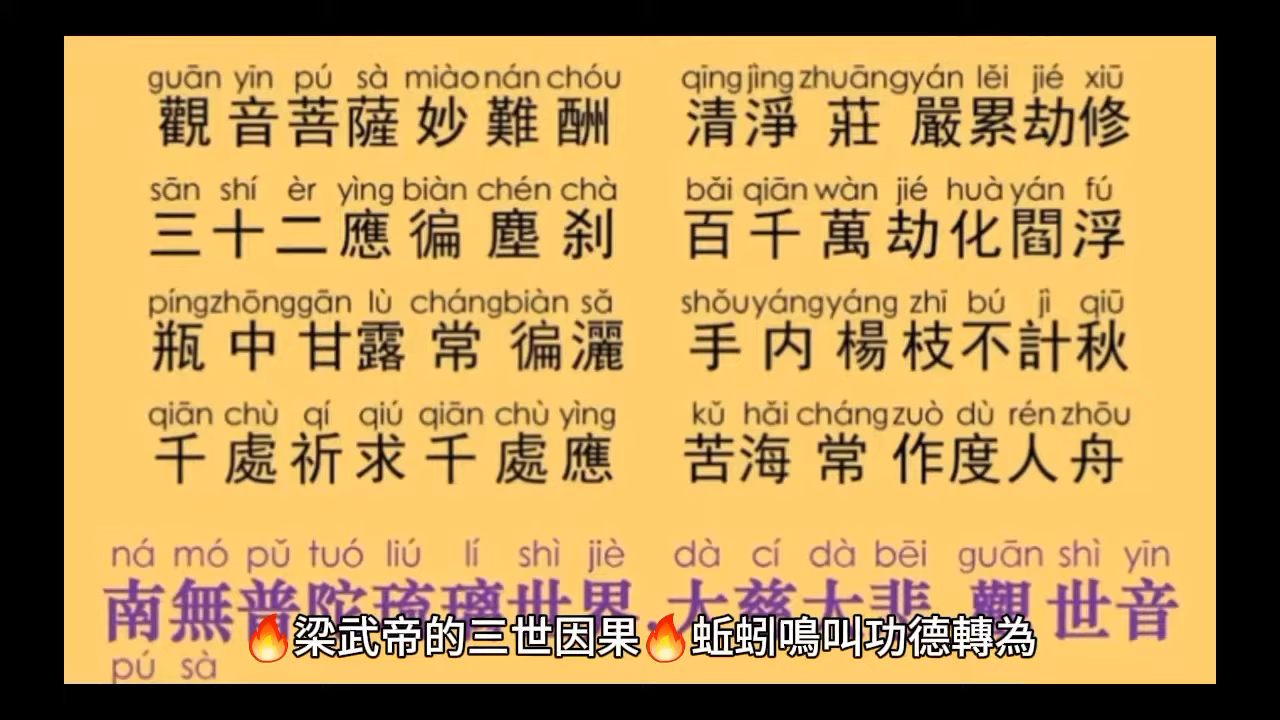 guān yīn pú sà miào nán chóu qīng jìng zhuāng yán lěi jié xiū
觀音菩薩妙難酬 清淨莊嚴累劫修
sān shí èr yìng biàn chén chà bǎi qiān wàn jié huà yán fú
三十二應徧塵刹 百千萬劫化閻浮
píng zhōng gān lù cháng biàn sǎ shǒu yáng yáng zhī bú jì qiū
瓶中甘露常徧灑 手内楊枝不計秋
qiān chù qí qiú qiān chù yìng kǔ hǎi cháng zuò dù rén zhōu
千處祈求千處應 苦海常作度人舟
ná mó pǔ tuó liú lí shì jiè dà cí dà bēi guān shì yīn
南無普陀琉璃世界,大慈大悲 觀世音
🔥梁武帝的三世因果🔥蚯蚓鳴叫功德轉為
pú sà